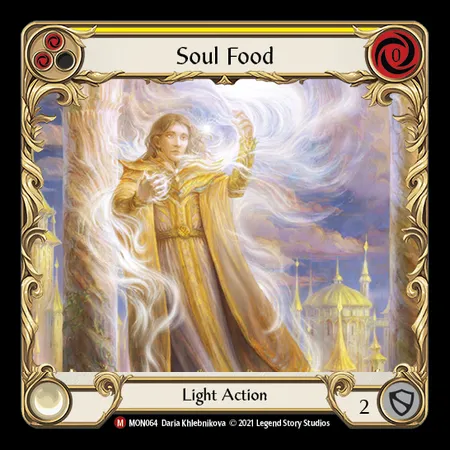 Soul Food
0
Light Action
2
M MON064 Daria Khlebnikova © 2021 Legend Story Studios